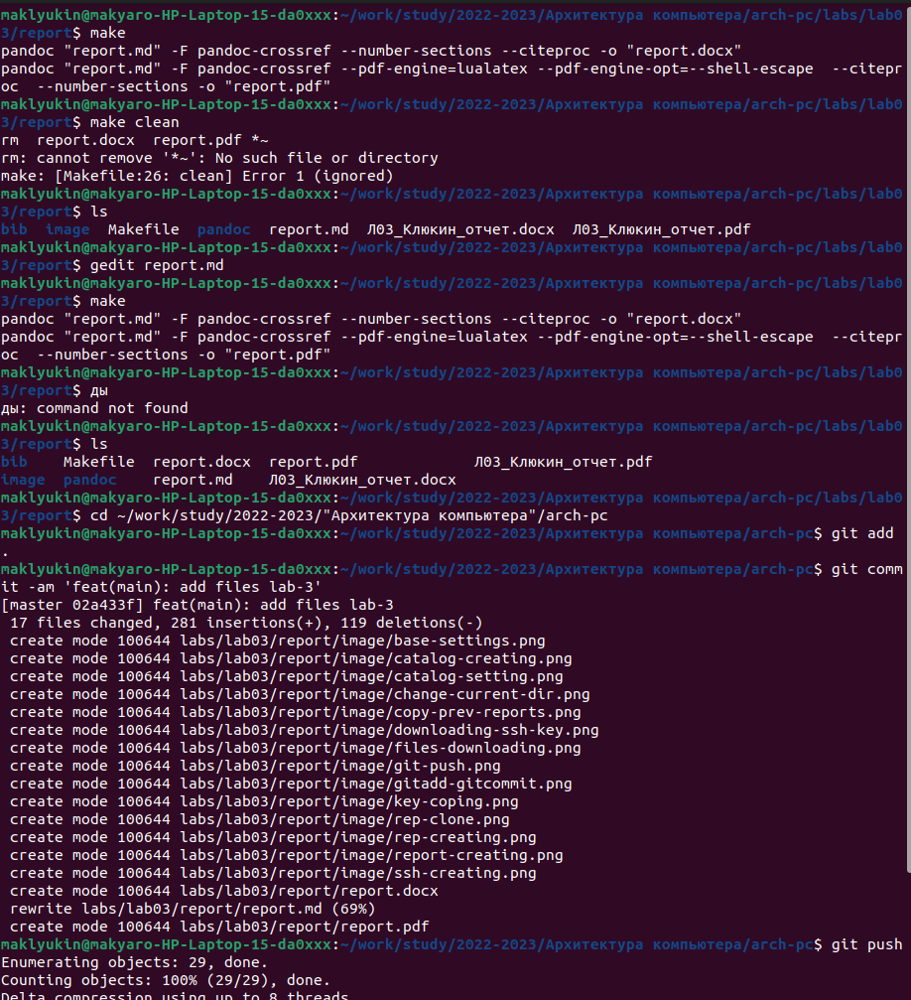 maklyukin@makyaro-HP-Laptop-15-da0xxx:~/work/study/2022-2023/Архитектура компьютера/arch-pc/labs/lab0
3/report$ make
pandoc "report.md" -F pandoc-crossref --number-sections --citeproc -o "report.docx"
pandoc "report.md" -F pandoc-crossref --pdf-engine=lualatex --pdf-engine-opt=--shell-escape  --citepr
oc  --number-sections -o "report.pdf"
maklyukin@makyaro-HP-Laptop-15-da0xxx:~/work/study/2022-2023/Архитектура компьютера/arch-pc/labs/lab0
3/report$ make clean
rm  report.docx  report.pdf *~
rm: cannot remove '*~': No such file or directory
make: [Makefile:26: clean] Error 1 (ignored)
maklyukin@makyaro-HP-Laptop-15-da0xxx:~/work/study/2022-2023/Архитектура компьютера/arch-pc/labs/lab0
3/report$ ls
bib  image  Makefile  pandoc  report.md  Л03_Клюкин_отчет.docx  Л03_Клюкин_отчет.pdf
maklyukin@makyaro-HP-Laptop-15-da0xxx:~/work/study/2022-2023/Архитектура компьютера/arch-pc/labs/lab0
3/report$ gedit report.md
maklyukin@makyaro-HP-Laptop-15-da0xxx:~/work/study/2022-2023/Архитектура компьютера/arch-pc/labs/lab0
3/report$ make
pandoc "report.md" -F pandoc-crossref --number-sections --citeproc -o "report.docx"
pandoc "report.md" -F pandoc-crossref --pdf-engine=lualatex --pdf-engine-opt=--shell-escape  --citepr
oc  --number-sections -o "report.pdf"
maklyukin@makyaro-HP-Laptop-15-da0xxx:~/work/study/2022-2023/Архитектура компьютера/arch-pc/labs/lab0
3/report$ ды
ды: command not found
maklyukin@makyaro-HP-Laptop-15-da0xxx:~/work/study/2022-2023/Архитектура компьютера/arch-pc/labs/lab0
3/report$ ls
bib    Makefile  report.docx  report.pdf             Л03_Клюкин_отчет.pdf
image  pandoc    report.md    Л03_Клюкин_отчет.docx
maklyukin@makyaro-HP-Laptop-15-da0xxx:~/work/study/2022-2023/Архитектура компьютера/arch-pc/labs/lab0
3/report$ cd ~/work/study/2022-2023/"Архитектура компьютера"/arch-pc
maklyukin@makyaro-HP-Laptop-15-da0xxx:~/work/study/2022-2023/Архитектура компьютера/arch-pc$ git add
.
maklyukin@makyaro-HP-Laptop-15-da0xxx:~/work/study/2022-2023/Архитектура компьютера/arch-pc$ git comm
it -am 'feat(main): add files lab-3'
[master 02a433f] feat(main): add files lab-3
 17 files changed, 281 insertions(+), 119 deletions(-)
 create mode 100644 labs/lab03/report/image/base-settings.png
 create mode 100644 labs/lab03/report/image/catalog-creating.png
 create mode 100644 labs/lab03/report/image/catalog-setting.png
 create mode 100644 labs/lab03/report/image/change-current-dir.png
 create mode 100644 labs/lab03/report/image/copy-prev-reports.png
 create mode 100644 labs/lab03/report/image/downloading-ssh-key.png
 create mode 100644 labs/lab03/report/image/files-downloading.png
 create mode 100644 labs/lab03/report/image/git-push.png
 create mode 100644 labs/lab03/report/image/gitadd-gitcommit.png
 create mode 100644 labs/lab03/report/image/key-coping.png
 create mode 100644 labs/lab03/report/image/rep-clone.png
 create mode 100644 labs/lab03/report/image/rep-creating.png
 create mode 100644 labs/lab03/report/image/report-creating.png
 create mode 100644 labs/lab03/report/image/ssh-creating.png
 create mode 100644 labs/lab03/report/report.docx
 rewrite labs/lab03/report/report.md (69%)
 create mode 100644 labs/lab03/report/report.pdf
maklyukin@makyaro-HP-Laptop-15-da0xxx:~/work/study/2022-2023/Архитектура компьютера/arch-pc$ git push
Enumerating objects: 29, done.
Counting objects: 100% (29/29), done.
Delta compression using up to 8 threads